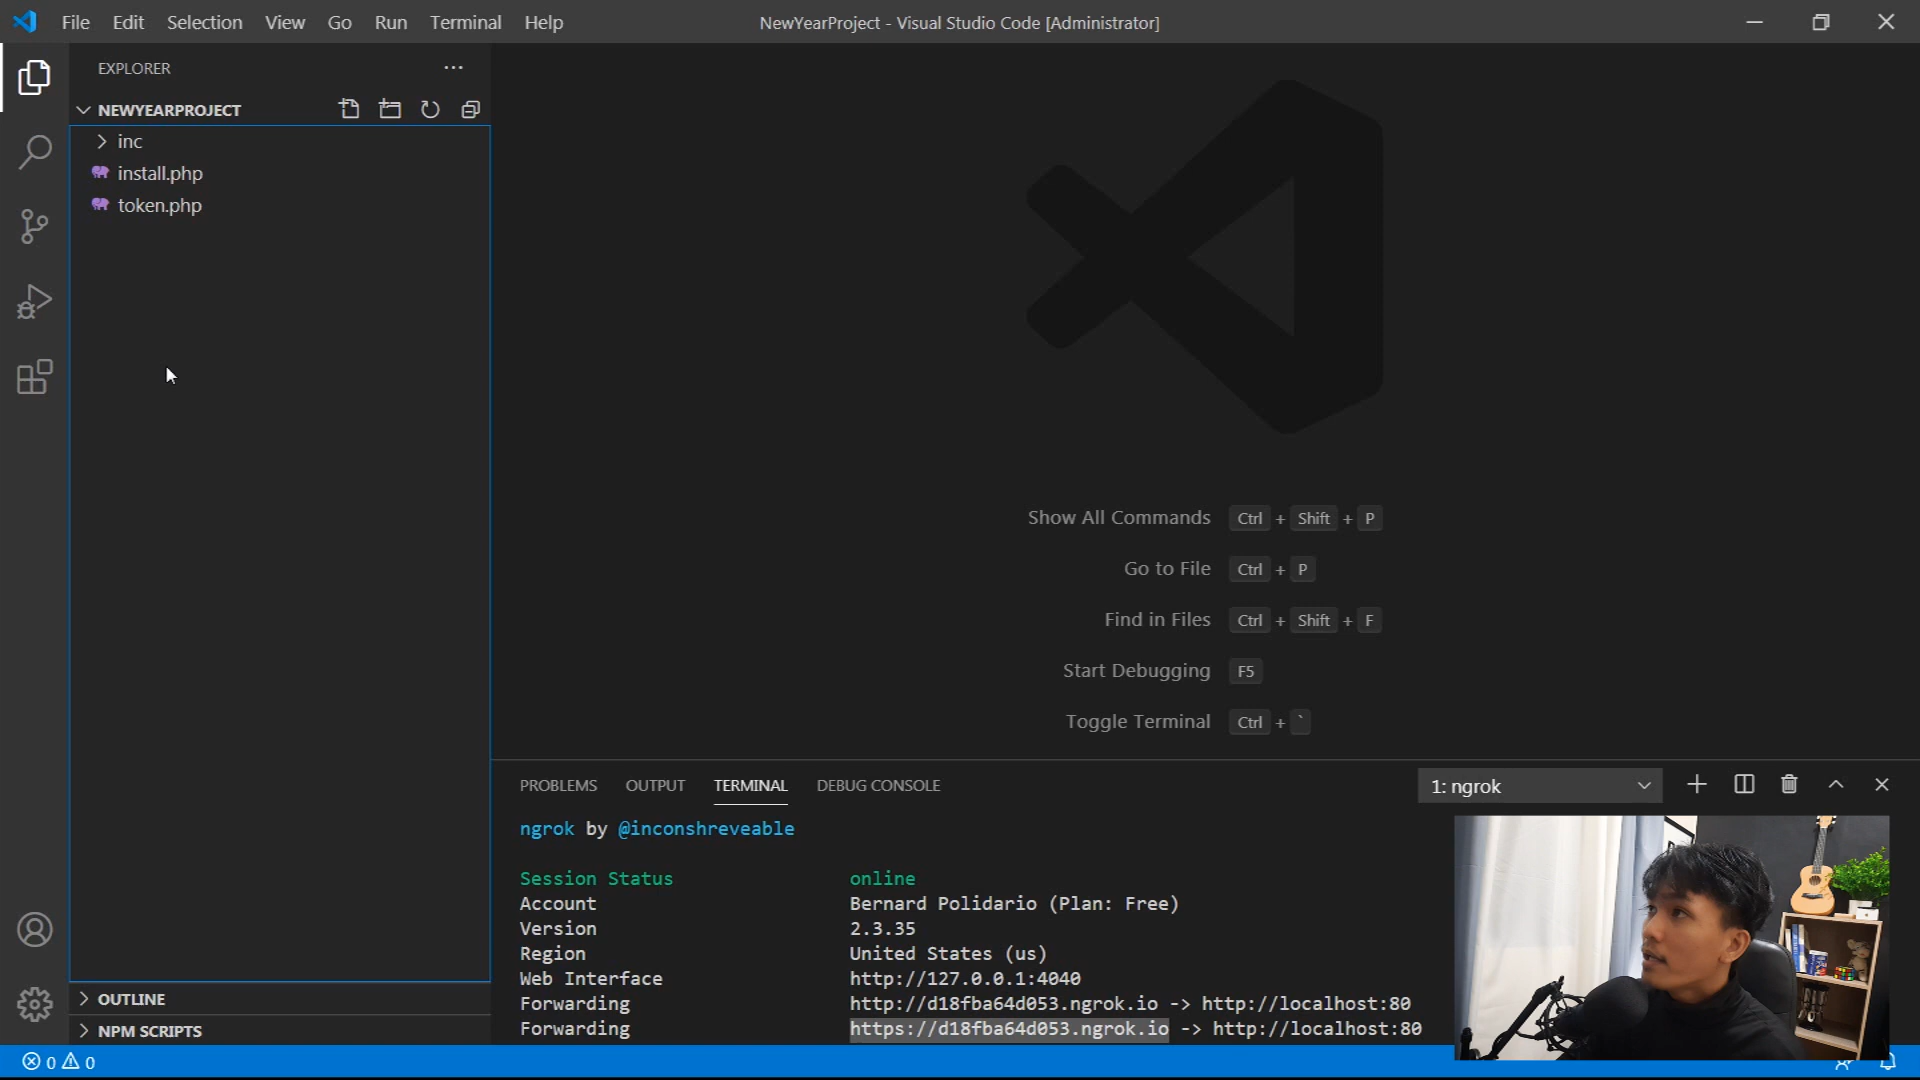 File Edit Selection View Go Run Terminal Help
NewYearProject - Visual Studio Code [Administrator]
EXPLORER
NEWYEARPROJECT
inc
install.php
token.php
Show All Commands Ctrl + Shift + P
Go to File Ctrl + P
Find in Files Ctrl + Shift + F
Start Debugging F5
Toggle Terminal Ctrl + `
PROBLEMS OUTPUT TERMINAL DEBUG CONSOLE
1: ngrok
ngrok by @inconshreveable
Session Status online
Account Bernard Polidario (Plan: Free)
Version 2.3.35
Region United States (us)
Web Interface http://127.0.0.1:4040
Forwarding http://d18fba64d053.ngrok.io -> http://localhost:80
Forwarding https://d18fba64d053.ngrok.io -> http://localhost:80
OUTLINE
NPM SCRIPTS
0 0